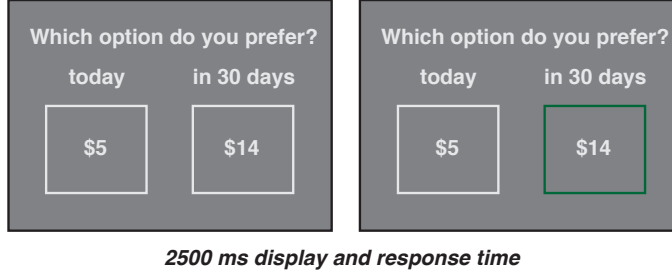 Which option do you prefer?
today in 30 days
$5 $14
Which option do you prefer?
today in 30 days
$5 $14
2500 ms display and response time